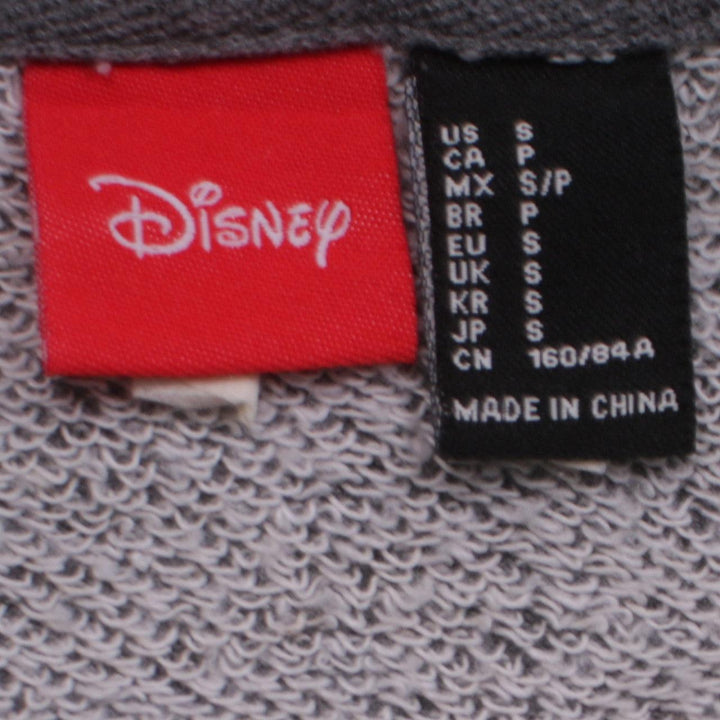 Disney
US S
CA P
MX S/P
BR P
EU S
UK S
KR S
JP S
CN 160/84A
MADE IN CHINA